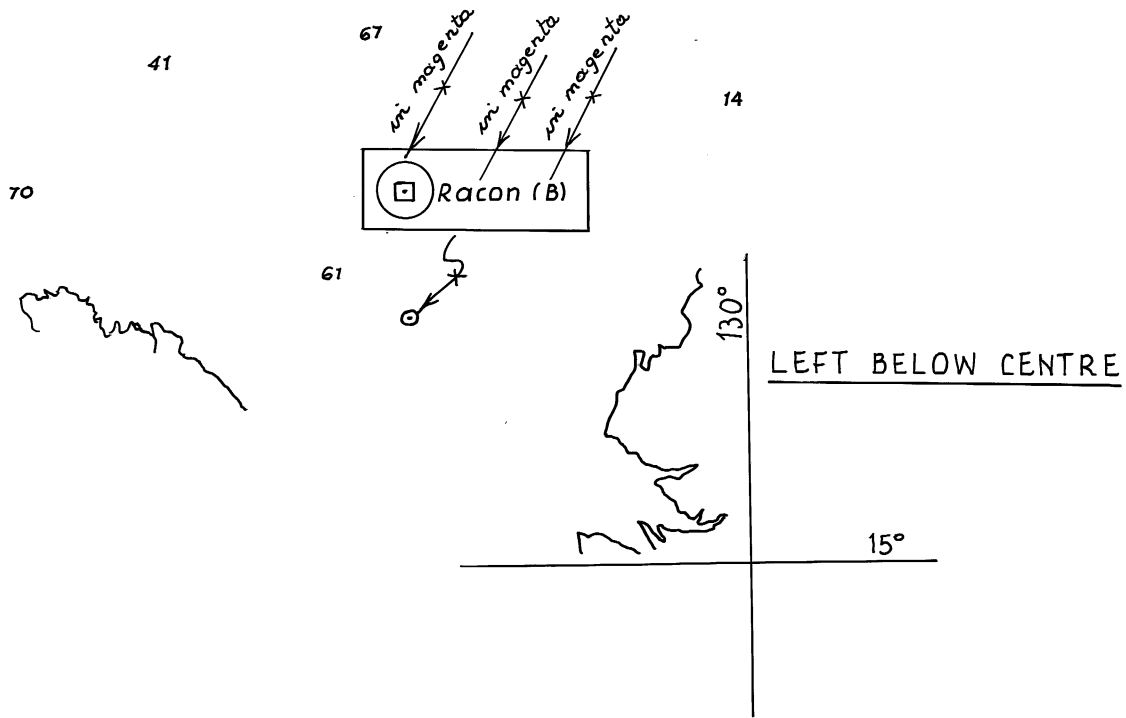 67
in magenta
in magenta
in magenta
41
14
70
Racon (B)
61
130°
LEFT BELOW CENTRE
15°